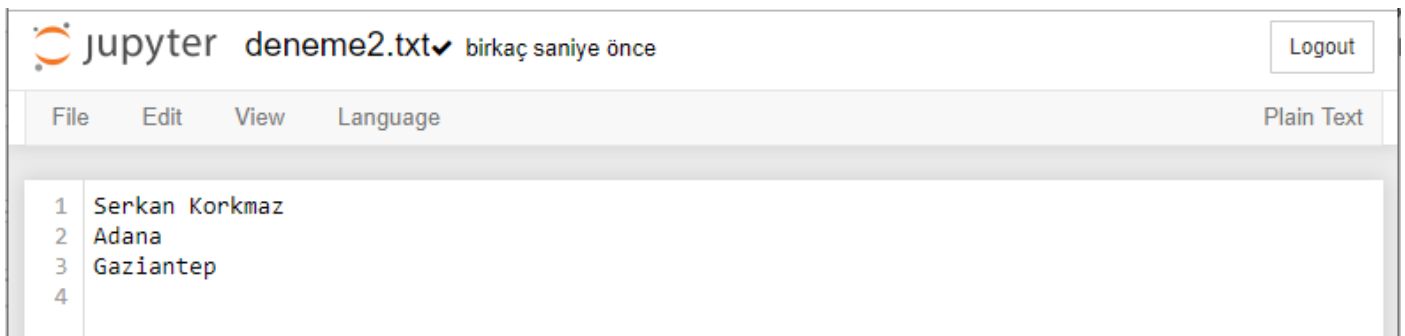 jupyter deneme2.txt✔ birkaç saniye önce Logout
File Edit View Language Plain Text
1 Serkan Korkmaz
2 Adana
3 Gaziantep
4